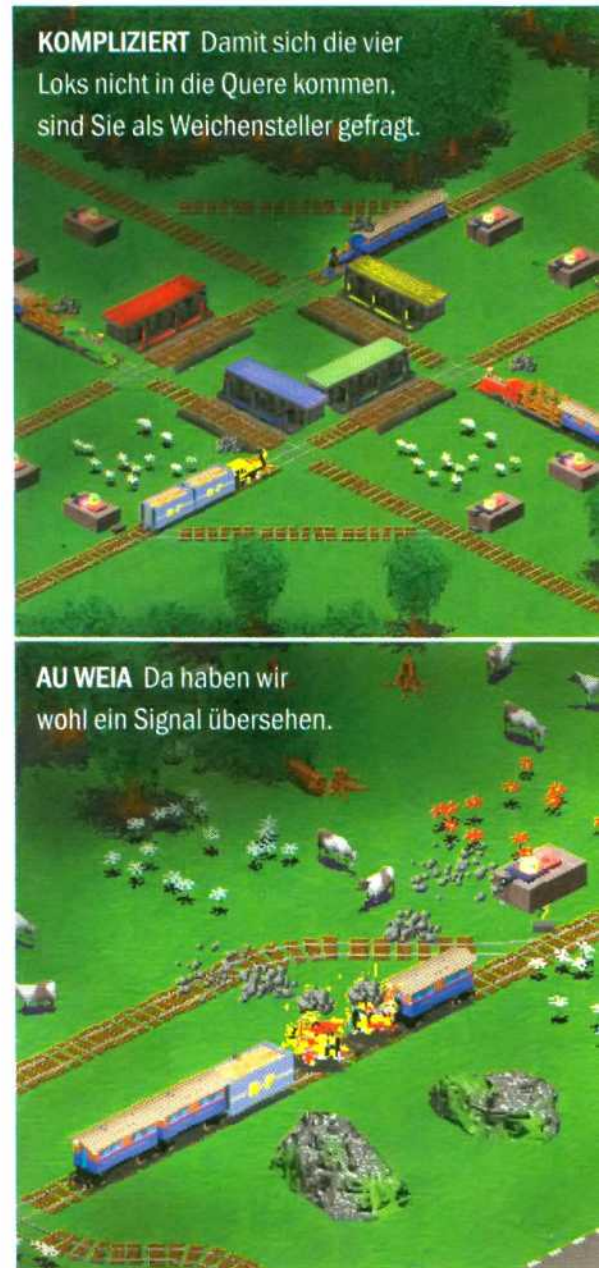 KOMPLIZIERT Damit sich die vier
Loks nicht in die Quere kommen,
sind Sie als Weichensteller gefragt.
AU WEIA Da haben wir
wohl ein Signal übersehen.